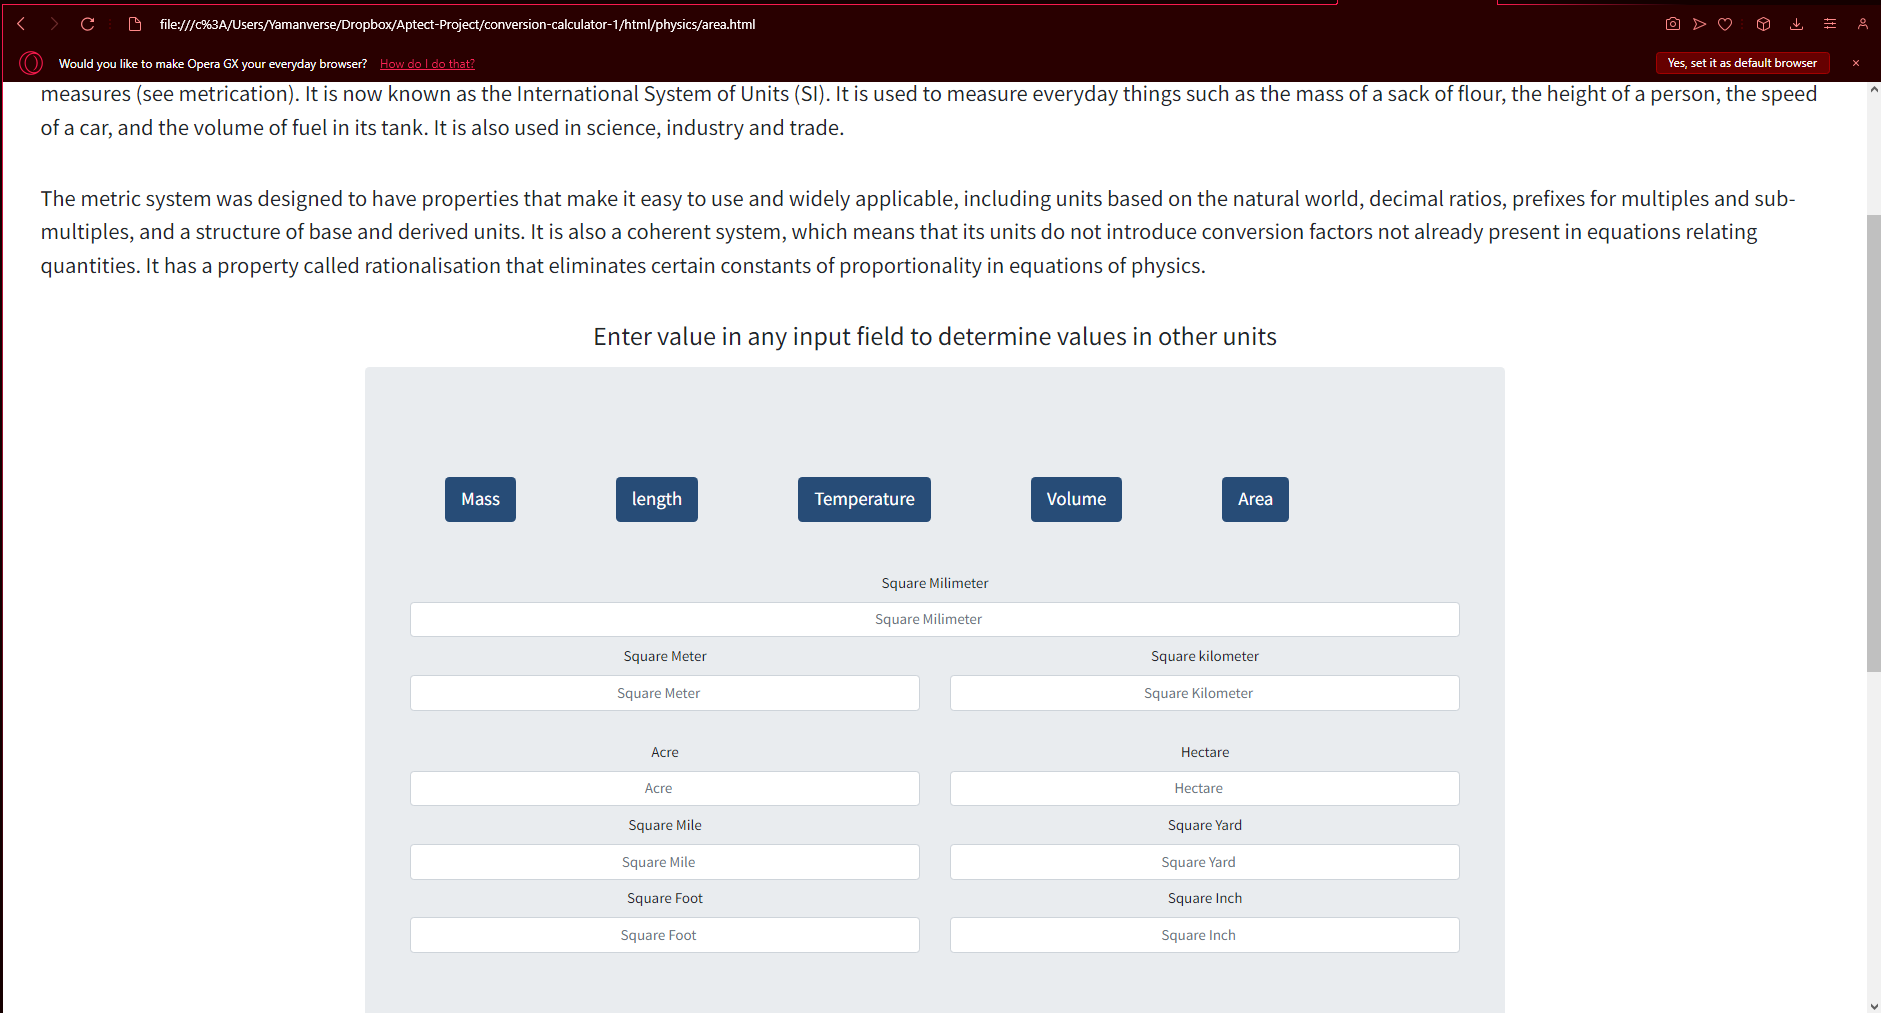 file:///c%3A/Users/Yamanverse/Dropbox/Aptect-Project/conversion-calculator-1/html/physics/area.html
Would you like to make Opera GX your everyday browser? How do I do that? Yes, set it as default browser
measures (see metrication). It is now known as the International System of Units (SI). It is used to measure everyday things such as the mass of a sack of flour, the height of a person, the speed
of a car, and the volume of fuel in its tank. It is also used in science, industry and trade.
The metric system was designed to have properties that make it easy to use and widely applicable, including units based on the natural world, decimal ratios, prefixes for multiples and sub-
multiples, and a structure of base and derived units. It is also a coherent system, which means that its units do not introduce conversion factors not already present in equations relating
quantities. It has a property called rationalisation that eliminates certain constants of proportionality in equations of physics.
Enter value in any input field to determine values in other units
Mass length Temperature Volume Area
Square Milimeter
Square Milimeter
Square Meter Square kilometer
Square Meter Square Kilometer
Acre Hectare
Acre Hectare
Square Mile Square Yard
Square Mile Square Yard
Square Foot Square Inch
Square Foot Square Inch